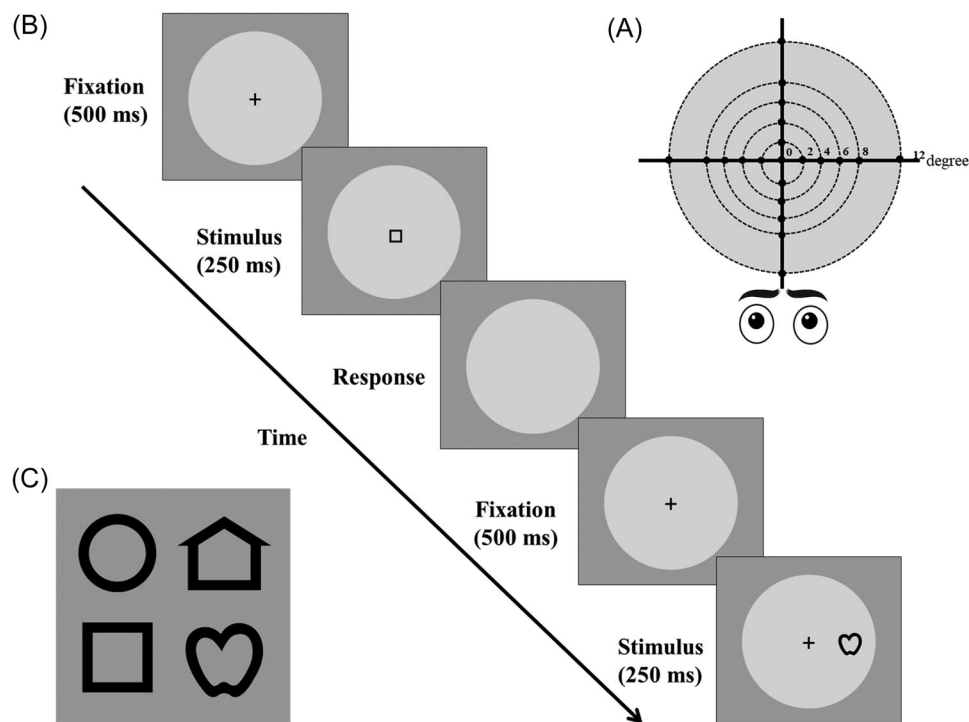 (B)
(A)
Fixation
(500 ms)
0 2 4 6 8 12 degree
Stimulus
(250 ms)
Response
Time
(C)
Fixation
(500 ms)
Stimulus
(250 ms)